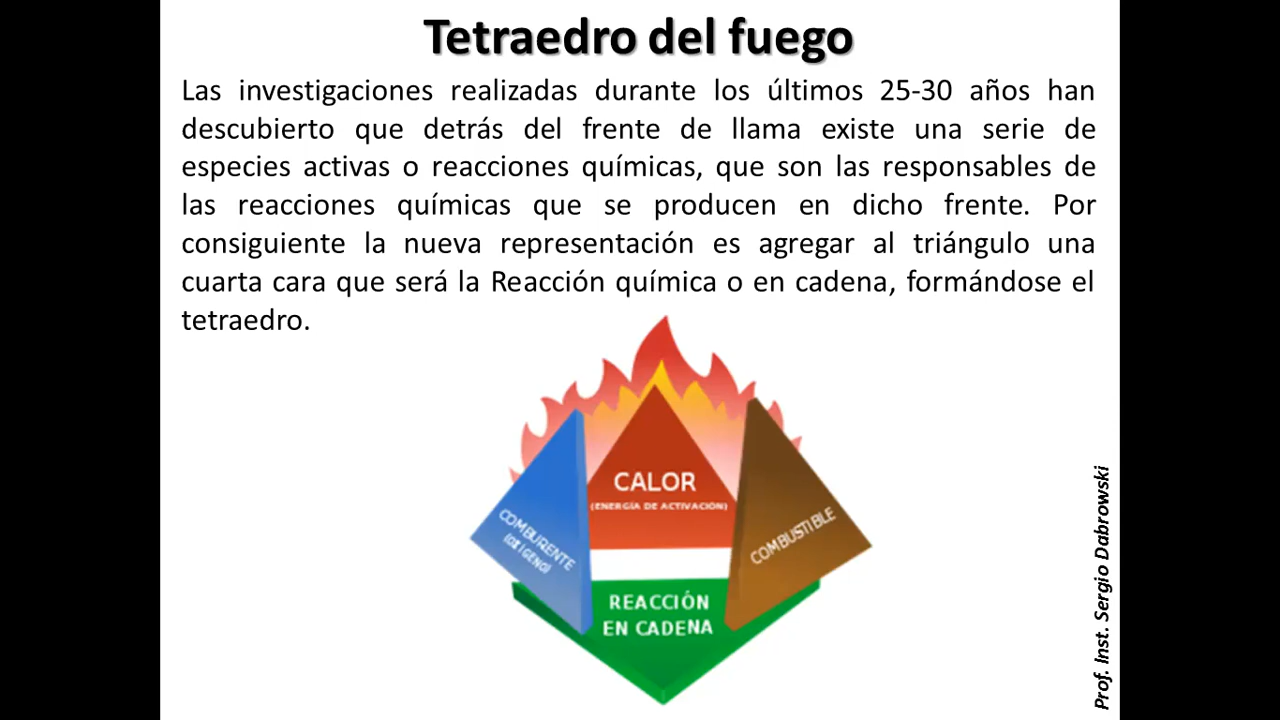 Tetraedro del fuego
Las investigaciones realizadas durante los últimos 25-30 años han
descubierto que detrás del frente de llama existe una serie de
especies activas o reacciones químicas, que son las responsables de
las reacciones químicas que se producen en dicho frente. Por
consiguiente la nueva representación es agregar al triángulo una
cuarta cara que será la Reacción química o en cadena, formándose el
tetraedro.
COMBURENTE
(OXÍGENO)
CALOR
(ENERGÍA DE ACTIVACIÓN)
COMBUSTIBLE
REACCIÓN
EN CADENA
Prof. Inst. Sergio Dabrowski